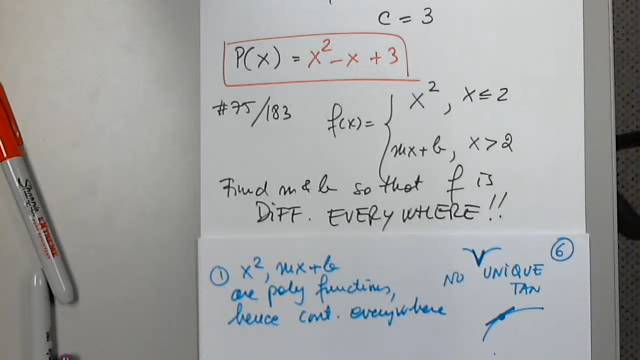 C = 3
P(x) = x² - x + 3
#75/183
f(x) = { x², x ≤ 2
mx+b, x > 2
Find m & b so that f is
DIFF. EVERYWHERE!!
① x², mx+b
are poly functions,
hence cont. everywhere
⑥
NO UNIQUE
TAN
Sharpie